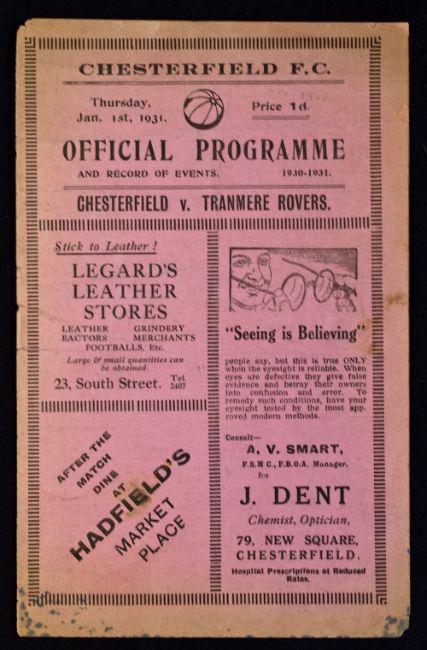 CHESTERFIELD F.C.
Thursday,
Jan. 1st, 1931.
Price 1d.
OFFICIAL PROGRAMME
AND RECORD OF EVENTS. 1930-1931.
CHESTERFIELD v. TRANMERE ROVERS.
Stick to Leather!
LEGARD'S
LEATHER
STORES
LEATHER GRINDERY
EACTORS MERCHANTS
FOOTBALLS, Etc.
Large & small quantities can
be obtained.
23, South Street. Tel.
2407
AFTER THE
MATCH
DINE
AT
HADFIELD'S
MARKET
PLACE
"Seeing is Believing"
people say, but this is true ONLY
when the eyesight is reliable. When
eyes are defective they give false
evidence and betray their owners
into confusion and error. To
remedy such conditions, have your
eyesight tested by the most app.
roved modern methods.
Consult—
A. V. SMART,
F.S.M.C., F.B.O.A. Manager.
for
J. DENT
Chemist, Optician,
79, NEW SQUARE,
CHESTERFIELD.
Hospital Prescriptions at Reduced
Rates.